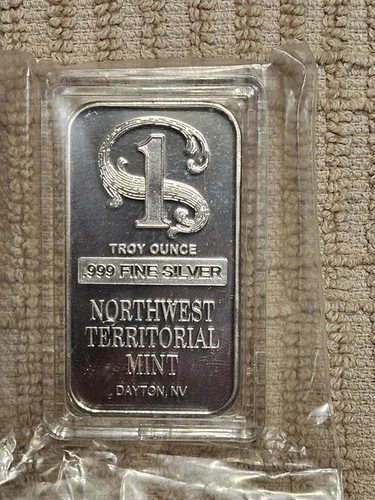 1
TROY OUNCE
.999 FINE SILVER
NORTHWEST
TERRITORIAL
MINT
DAYTON, NV